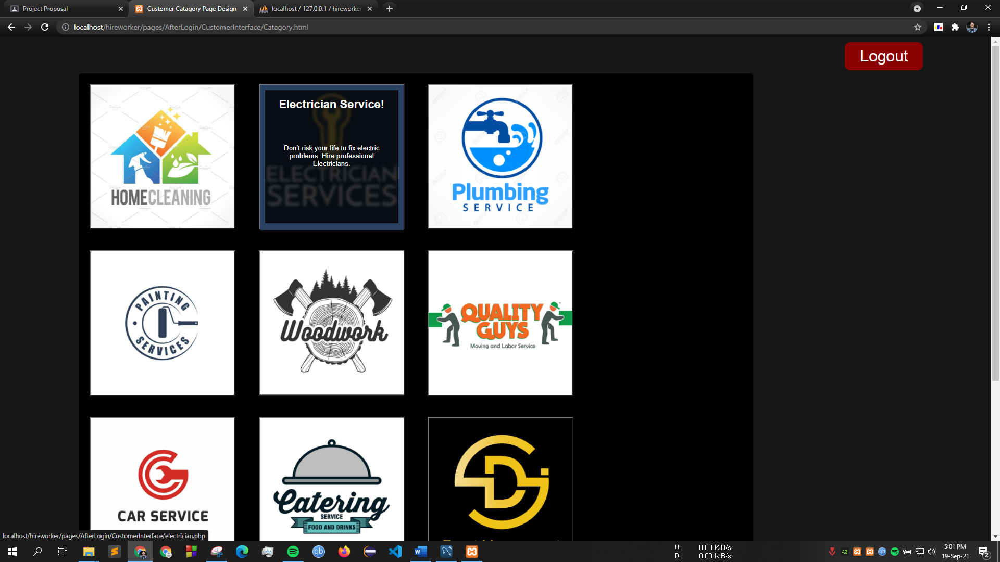 Project Proposal
Customer Catagory Page Design
localhost / 127.0.0.1 / hireworker
localhost/hireworker/pages/AfterLogin/CustomerInterface/Catagory.html
Logout
HOMECLEANING
Electrician Service!
Don't risk your life to fix electric
problems. Hire professional
Electricians.
ELECTRICIAN
SERVICES
Plumbing
SERVICE
PAINTING
SERVICES
Woodwork
QUALITY
GUYS
Moving and Labor Service
CAR SERVICE
Catering
SERVICE
FOOD AND DRINKS
localhost/hireworker/pages/AfterLogin/CustomerInterface/electrician.php
U: 0.00 KiB/s
D: 0.00 KiB/s
5:01 PM
19-Sep-21
2